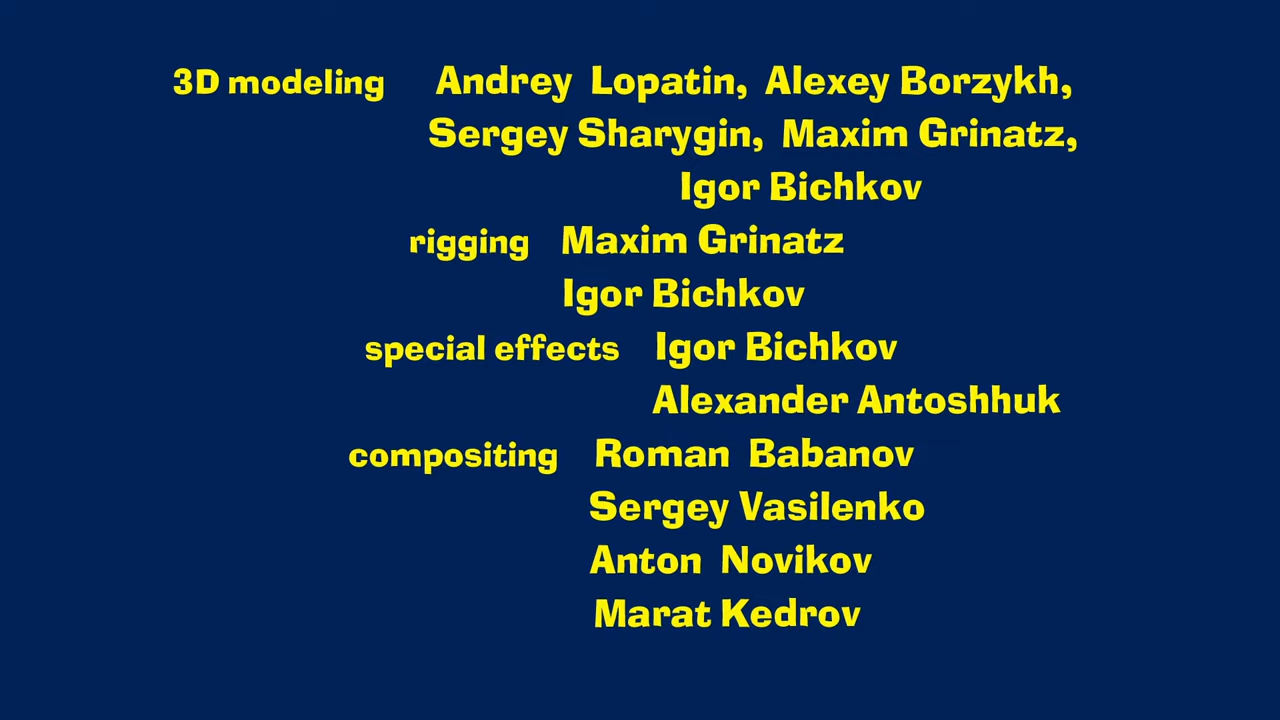 3D modeling Andrey Lopatin, Alexey Borzykh,
Sergey Sharygin, Maxim Grinatz,
Igor Bichkov
rigging Maxim Grinatz
Igor Bichkov
special effects Igor Bichkov
Alexander Antoshhuk
compositing Roman Babanov
Sergey Vasilenko
Anton Novikov
Marat Kedrov